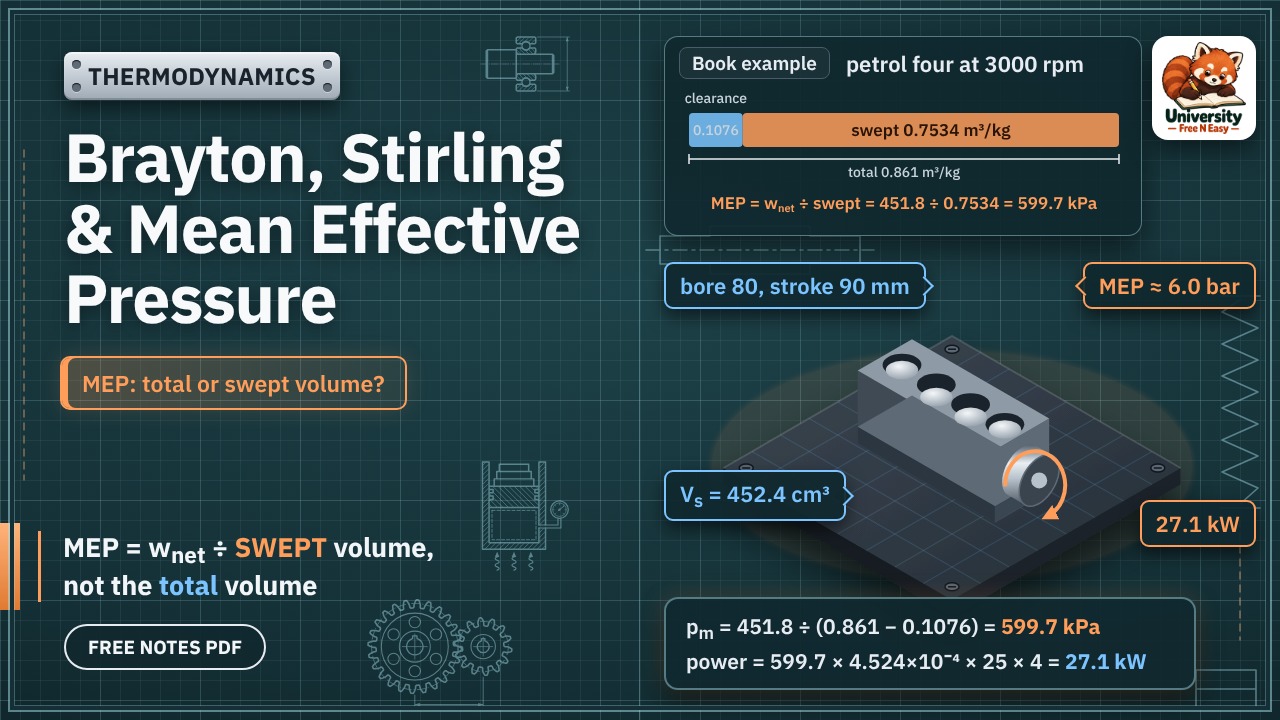 THERMODYNAMICS
Brayton, Stirling
& Mean Effective
Pressure
MEP: total or swept volume?
MEP = wnet ÷ SWEPT volume,
not the total volume
FREE NOTES PDF
Book example petrol four at 3000 rpm
clearance
0.1076 swept 0.7534 m³/kg
total 0.861 m³/kg
MEP = wnet ÷ swept = 451.8 ÷ 0.7534 = 599.7 kPa
University
Free N Easy
bore 80, stroke 90 mm
MEP ≈ 6.0 bar
Vs = 452.4 cm³
27.1 kW
pm = 451.8 ÷ (0.861 − 0.1076) = 599.7 kPa
power = 599.7 × 4.524×10⁻⁴ × 25 × 4 = 27.1 kW